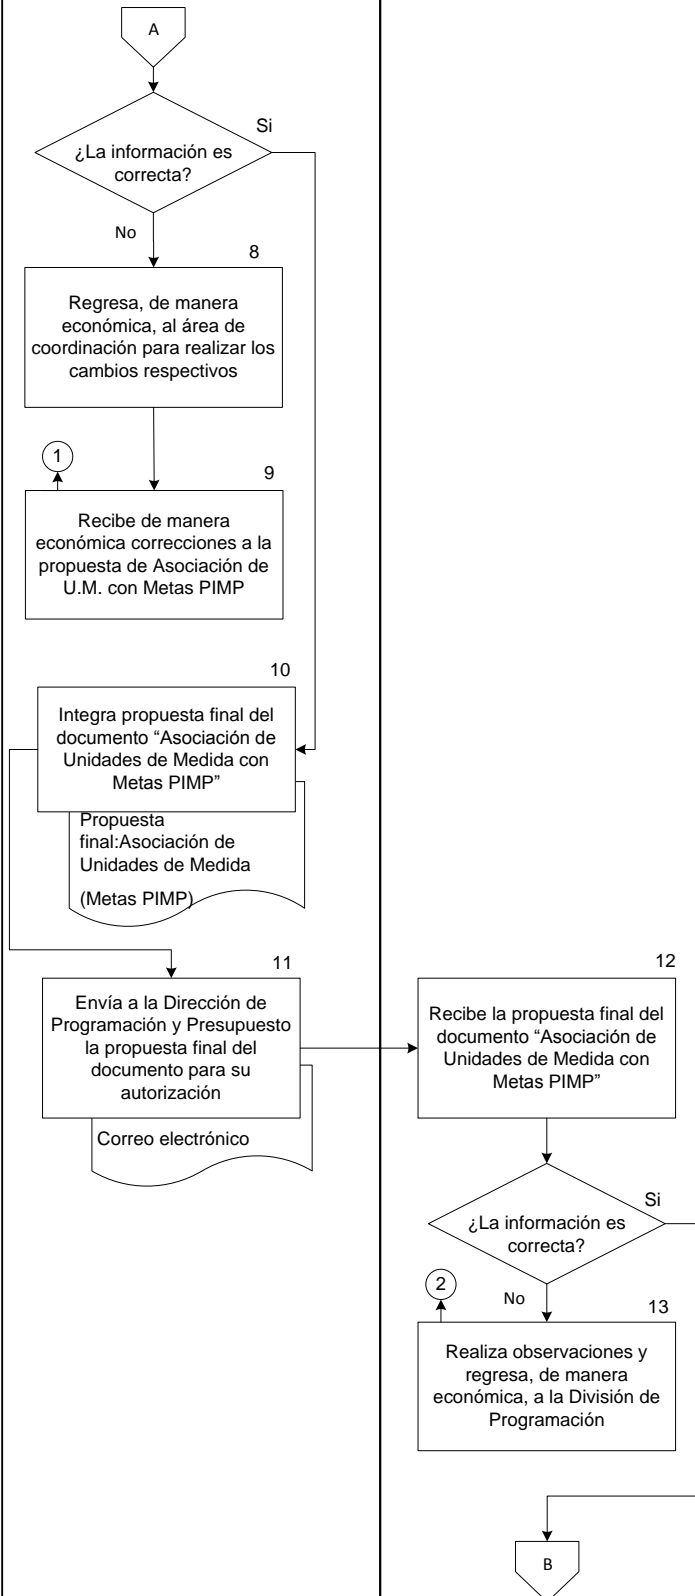 A
¿La información es
correcta?
Si
No
8
Regresa, de manera
económica, al área de
coordinación para realizar los
cambios respectivos
1
9
Recibe de manera
económica correcciones a la
propuesta de Asociación de
U.M. con Metas PIMP
10
Integra propuesta final del
documento “Asociación de
Unidades de Medida con
Metas PIMP”
Propuesta
final:Asociación de
Unidades de Medida
(Metas PIMP)
11
Envía a la Dirección de
Programación y Presupuesto
la propuesta final del
documento para su
autorización
Correo electrónico
12
Recibe la propuesta final del
documento “Asociación de
Unidades de Medida con
Metas PIMP”
¿La información es
correcta?
Si
No
2
13
Realiza observaciones y
regresa, de manera
económica, a la División de
Programación
B